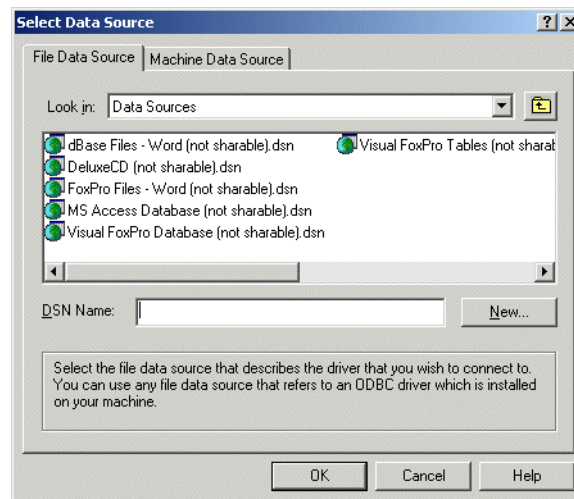 Select Data Source
File Data Source
Machine Data Source
Look in: Data Sources
dBase Files - Word (not sharable).dsn
DeluxeCD (not sharable).dsn
FoxPro Files - Word (not sharable).dsn
MS Access Database (not sharable).dsn
Visual FoxPro Database (not sharable).dsn
Visual FoxPro Tables (not sharab
DSN Name:
New...
Select the file data source that describes the driver that you wish to connect to.
You can use any file data source that refers to an ODBC driver which is installed
on your machine.
OK
Cancel
Help